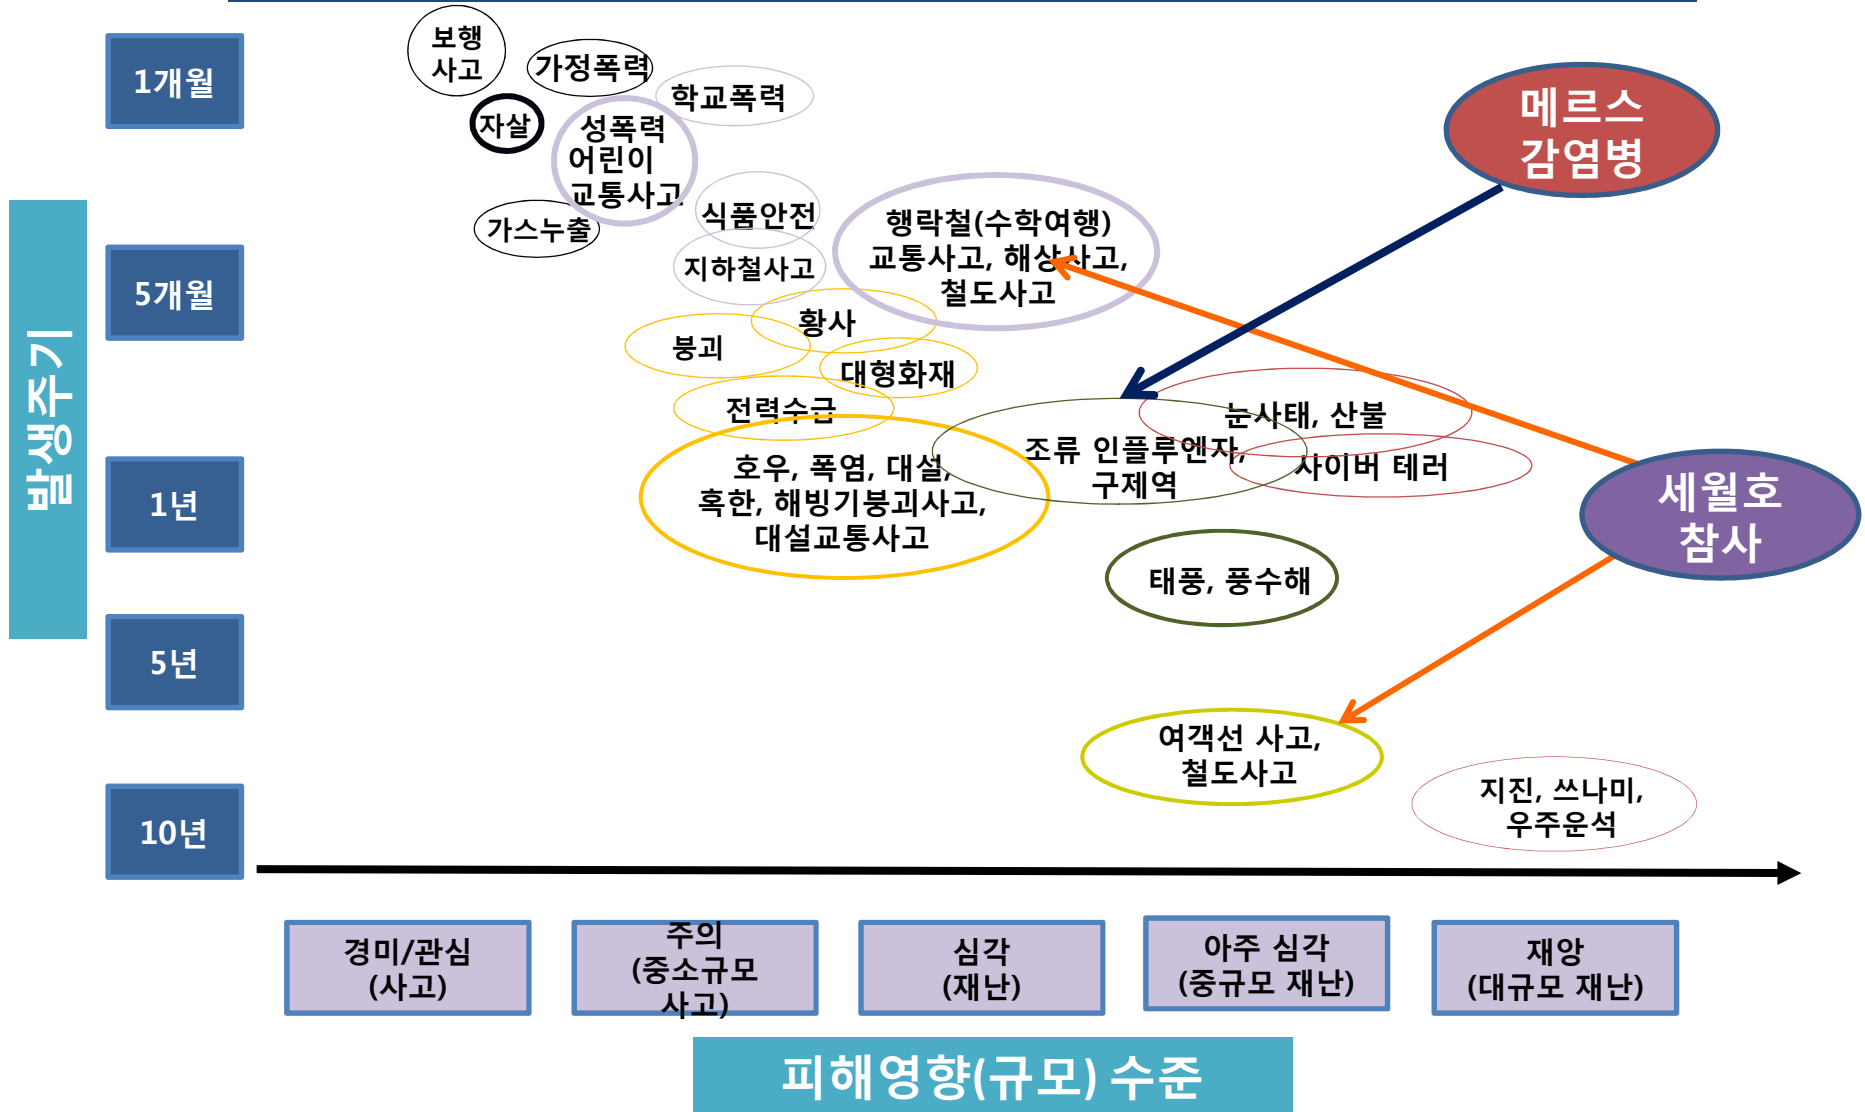 보행
사고
가정폭력
학교폭력
자살
성폭력
어린이
교통사고
가스누출
식품안전
지하철사고
행락철(수학여행)
교통사고, 해상사고,
철도사고
메르스
감염병
황사
붕괴
대형화재
전력수급
호우, 폭염, 대설,
혹한, 해빙기붕괴사고,
대설교통사고
조류 인플루엔자,
구제역
눈사태, 산불
사이버 테러
세월호
참사
태풍, 풍수해
여객선 사고,
철도사고
지진, 쓰나미,
우주운석
발생주기
1개월
5개월
1년
5년
10년
경미/관심
(사고)
주의
(중소규모
사고)
심각
(재난)
아주 심각
(중규모 재난)
재앙
(대규모 재난)
피해영향(규모) 수준